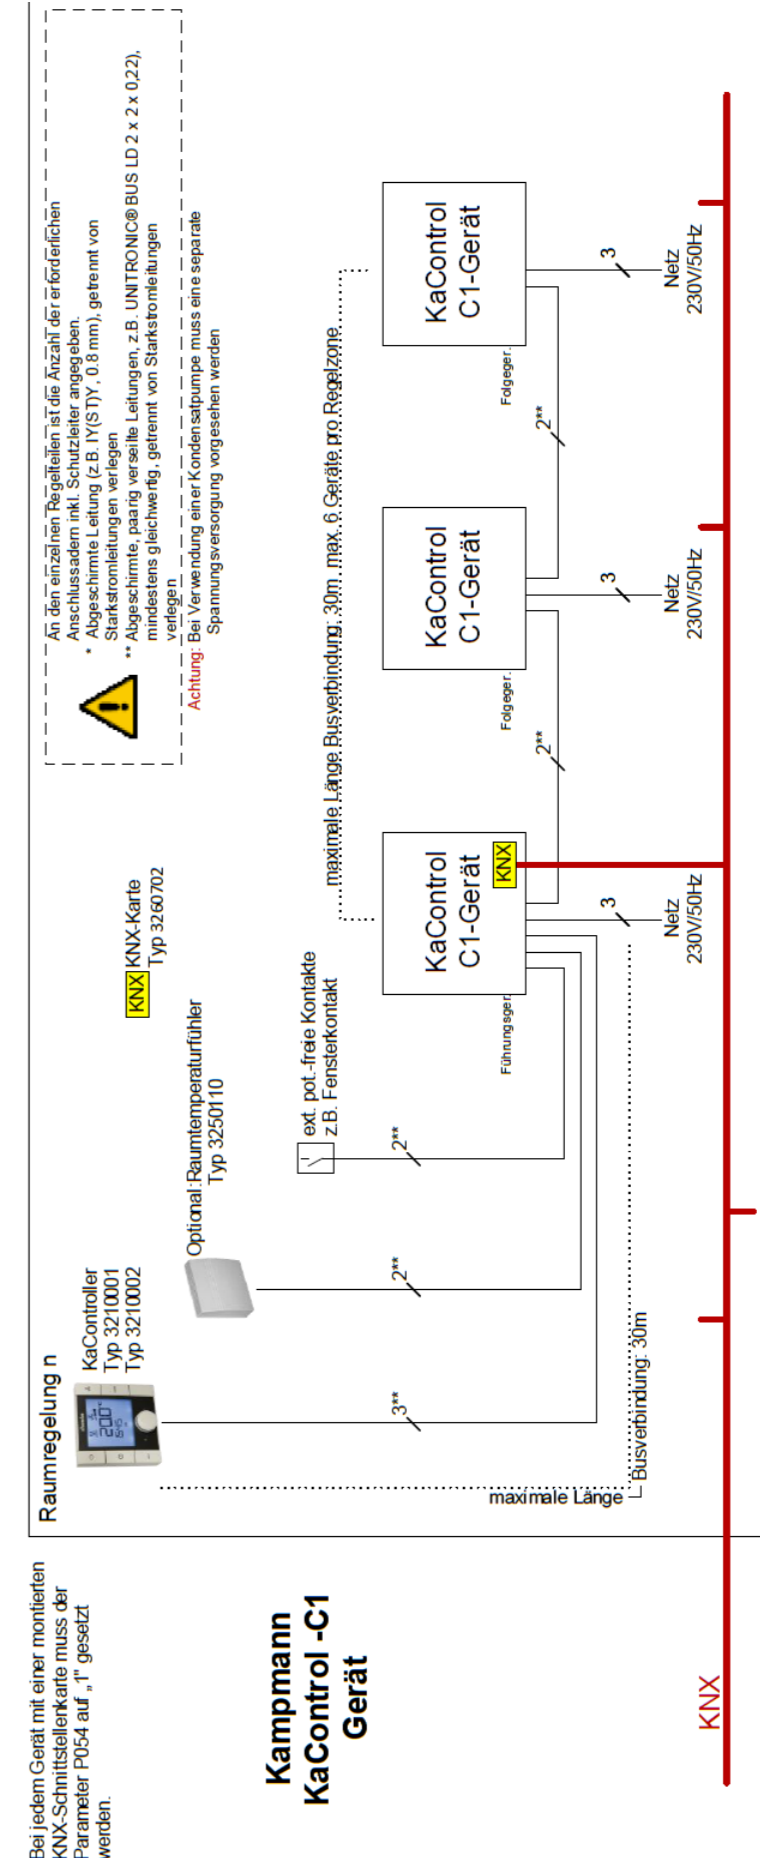 Bei jedem Gerät mit einer montierten
KNX-Schnittstellenkarte muss der
Parameter P054 auf „1" gesetzt
werden.
Kampmann
KaControl -C1
Gerät
KNX
Raumregelung n
KaController
Typ 3210001
Typ 3210002
Optional:Raumtemperaturfühler
Typ 3250110
KNX KNX-Karte
Typ 3260702
An den einzelnen Regelteilen ist die Anzahl der erforderlichen
Anschlussadern inkl. Schutzleiter angegeben.
* Abgeschirmte Leitung (z.B. IY(ST)Y, 0.8 mm), getrennt von
Starkstromleitungen verlegen
** Abgeschirmte, paarig verseilte Leitungen, z.B. UNITRONIC® BUS LD 2 x 2 x 0,22),
mindestens gleichwertig, getrennt von Starkstromleitungen
verlegen
Achtung: Bei Verwendung einer Kondensatpumpe muss eine separate
Spannungsversorgung vorgesehen werden
ext. pot.-freie Kontakte
z.B. Fensterkontakt
maximale Länge Busverbindung: 30m, max. 6 Geräte pro Regelzone
KaControl
C1-Gerät
KNX
Führungsger.
KaControl
C1-Gerät
Folgeger.
KaControl
C1-Gerät
Folgeger.
3**
2**
2**
2**
2**
3
3
3
Netz
230V/50Hz
Netz
230V/50Hz
Netz
230V/50Hz
maximale Länge
Busverbindung: 30m